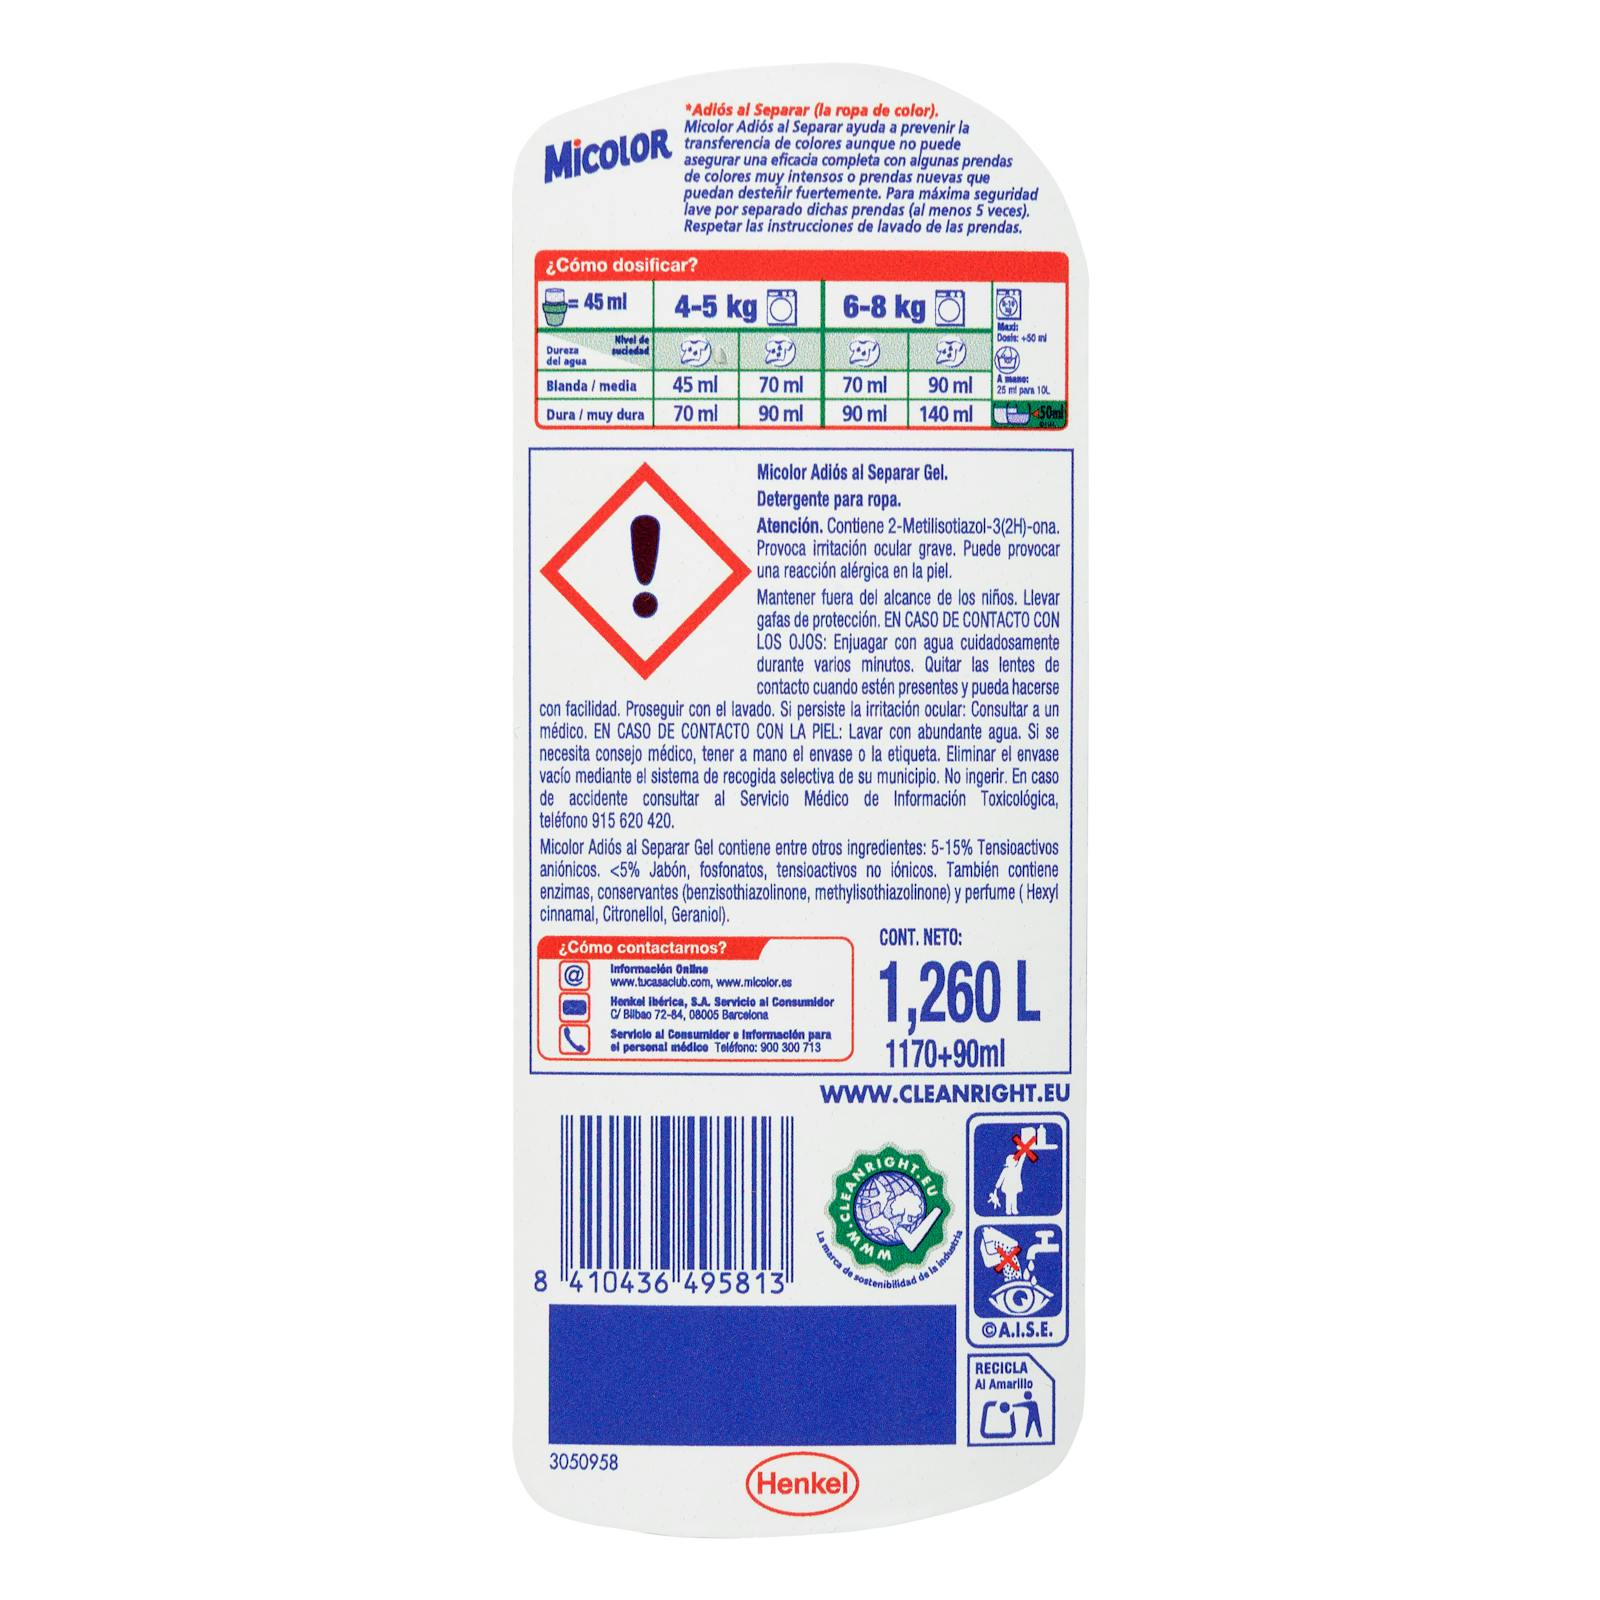 Micolor
*Adiós al Separar (la ropa de color).
Micolor Adiós al Separar ayuda a prevenir la
transferencia de colores aunque no puede
asegurar una eficacia completa con algunas prendas
de colores muy intensos o prendas nuevas que
puedan desteñir fuertemente. Para máxima seguridad
lave por separado dichas prendas (al menos 5 veces).
Respetar las instrucciones de lavado de las prendas.
¿Cómo dosificar?
= 45 ml 4-5 kg 6-8 kg
Maxi:
Dosis: +50 ml
Nivel de
suciedad
Dureza
del agua
A mano:
25 ml para 10L
Blanda / media 45 ml 70 ml 70 ml 90 ml
Dura / muy dura 70 ml 90 ml 90 ml 140 ml
<50ml
Micolor Adiós al Separar Gel.
Detergente para ropa.
Atención. Contiene 2-Metilisotiazol-3(2H)-ona.
Provoca irritación ocular grave. Puede provocar
una reacción alérgica en la piel.
Mantener fuera del alcance de los niños. Llevar
gafas de protección. EN CASO DE CONTACTO CON
LOS OJOS: Enjuagar con agua cuidadosamente
durante varios minutos. Quitar las lentes de
contacto cuando estén presentes y pueda hacerse
con facilidad. Proseguir con el lavado. Si persiste la irritación ocular: Consultar a un
médico. EN CASO DE CONTACTO CON LA PIEL: Lavar con abundante agua. Si se
necesita consejo médico, tener a mano el envase o la etiqueta. Eliminar el envase
vacío mediante el sistema de recogida selectiva de su municipio. No ingerir. En caso
de accidente consultar al Servicio Médico de Información Toxicológica,
teléfono 915 620 420.
Micolor Adiós al Separar Gel contiene entre otros ingredientes: 5-15% Tensioactivos
aniónicos. <5% Jabón, fosfonatos, tensioactivos no iónicos. También contiene
enzimas, conservantes (benzisothiazolinone, methylisothiazolinone) y perfume ( Hexyl
cinnamal, Citronellol, Geraniol).
¿Cómo contactarnos?
@
Información Online
www.tucasaclub.com, www.micolor.es
Henkel Ibérica, S.A. Servicio al Consumidor
C/ Bilbao 72-84, 08005 Barcelona
Servicio al Consumidor e Información para
el personal médico Teléfono: 900 300 713
CONT. NETO:
1,260 L
1170+90ml
WWW.CLEANRIGHT.EU
8 410436 495813
WWW.CLEANRIGHT.EU
La marca de sostenibilidad de la industria
© A.I.S.E.
RECICLA
Al Amarillo
3050958
Henkel